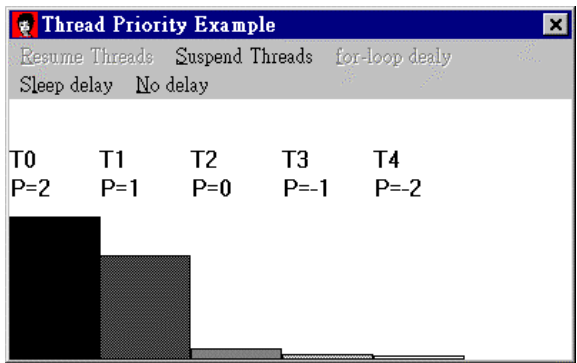 Thread Priority Example
Resume Threads Suspend Threads for-loop dealy
Sleep delay No delay
T0 T1 T2 T3 T4
P=2 P=1 P=0 P=-1 P=-2